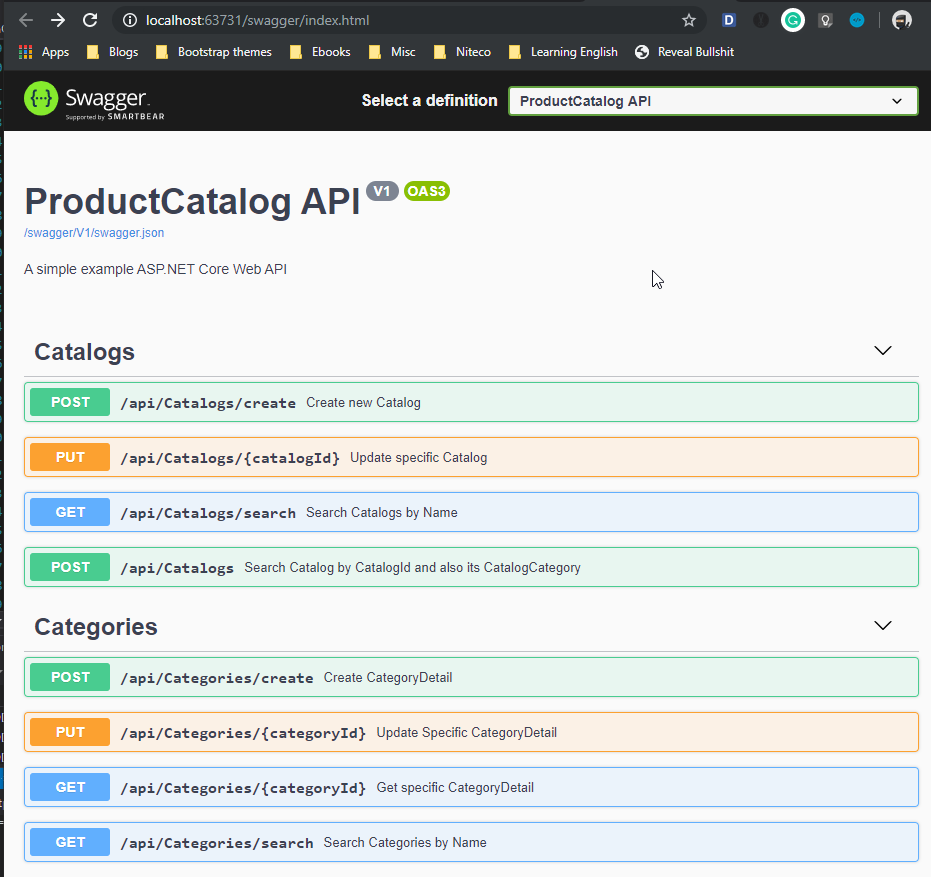 localhost:63731/swagger/index.html
D
Apps Blogs Bootstrap themes Ebooks Misc Niteco Learning English Reveal Bullshit
{··} Swagger. Select a definition ProductCatalog API
Supported by SMARTBEAR
ProductCatalog API V1 OAS3
/swagger/V1/swagger.json
A simple example ASP.NET Core Web API
Catalogs
POST /api/Catalogs/create Create new Catalog
PUT /api/Catalogs/{catalogId} Update specific Catalog
GET /api/Catalogs/search Search Catalogs by Name
POST /api/Catalogs Search Catalog by CatalogId and also its CatalogCategory
Categories
POST /api/Categories/create Create CategoryDetail
PUT /api/Categories/{categoryId} Update Specific CategoryDetail
GET /api/Categories/{categoryId} Get specific CategoryDetail
GET /api/Categories/search Search Categories by Name